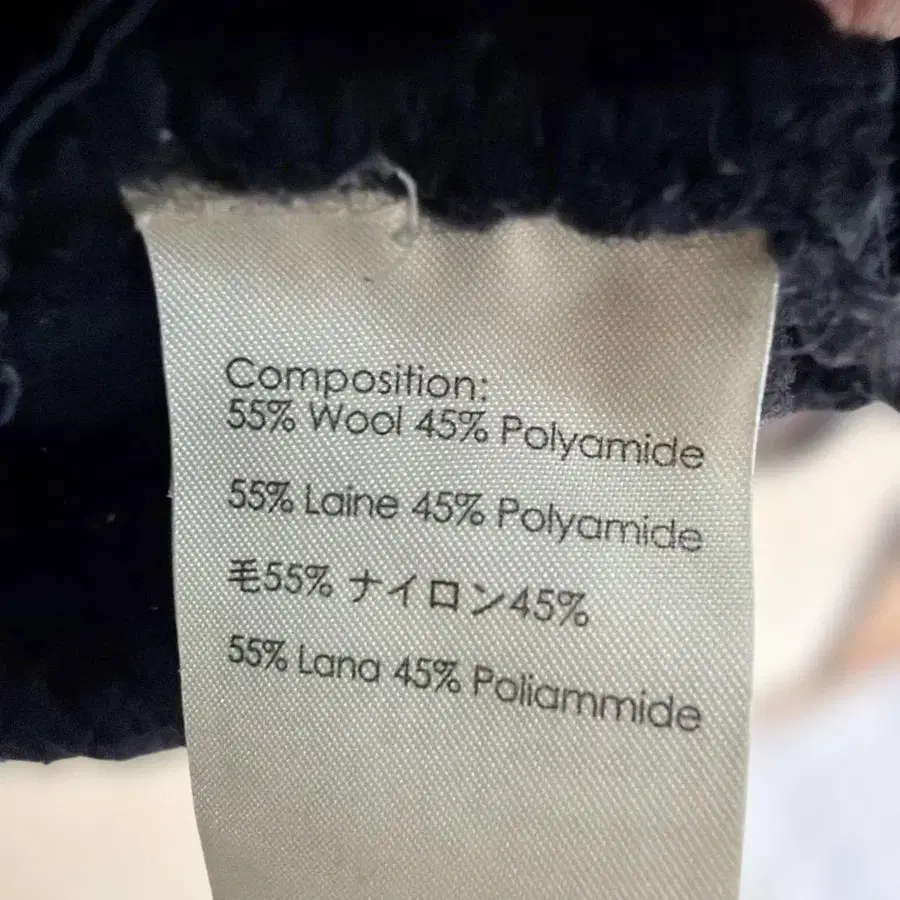 Composition:
55% Wool 45% Polyamide
55% Laine 45% Polyamide
毛55% ナイロン45%
55% Lana 45% Poliammide